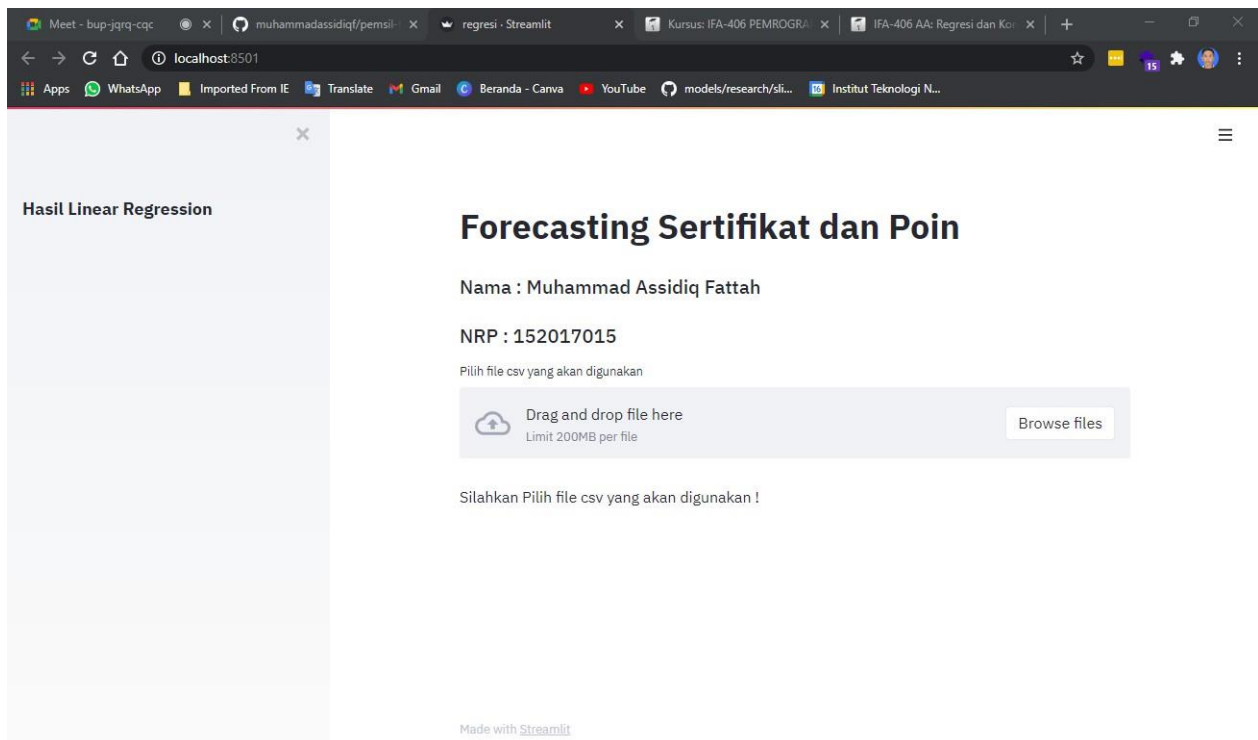 Meet - bup-jqrq-cqc
muhammadassidiqf/pemsil-
regresi · Streamlit
Kursus: IFA-406 PEMROGRA
IFA-406 AA: Regresi dan Kor
localhost:8501
15
Apps
WhatsApp
Imported From IE
Translate
Gmail
Beranda - Canva
YouTube
models/research/sli...
Institut Teknologi N...
Hasil Linear Regression
Forecasting Sertifikat dan Poin
Nama : Muhammad Assidiq Fattah
NRP : 152017015
Pilih file csv yang akan digunakan
Drag and drop file here
Limit 200MB per file
Browse files
Silahkan Pilih file csv yang akan digunakan !
Made with Streamlit